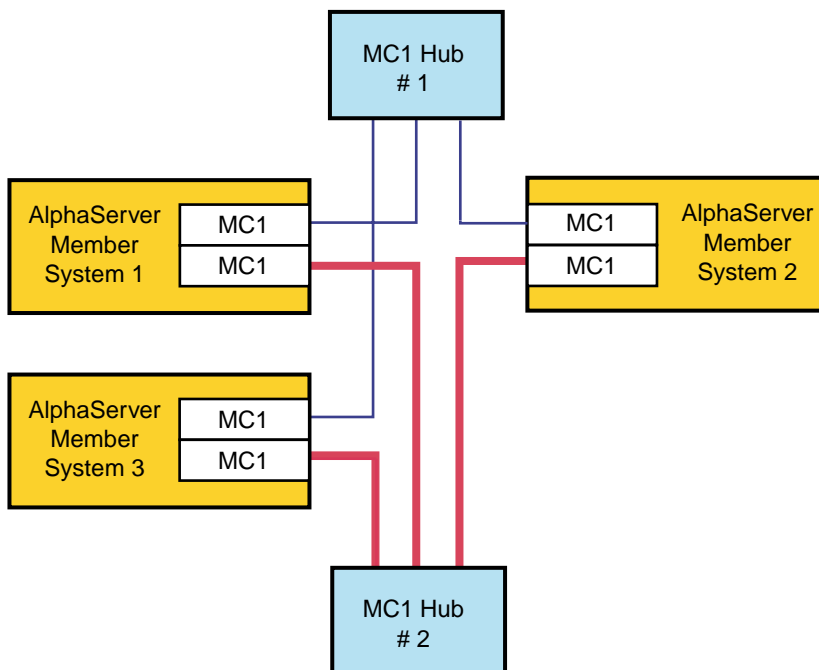 MC1 Hub
# 1
AlphaServer
Member
System 1
MC1
MC1
AlphaServer
Member
System 2
MC1
MC1
AlphaServer
Member
System 3
MC1
MC1
MC1 Hub
# 2